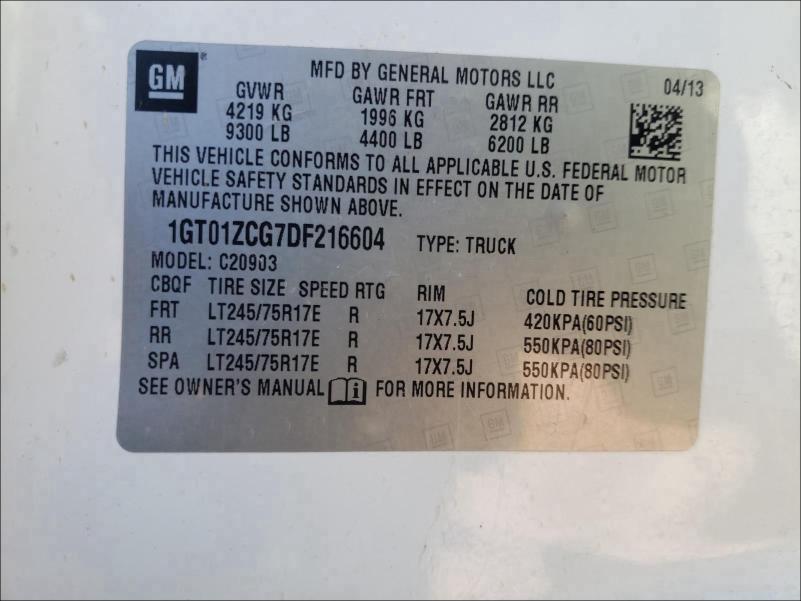 GM
MFD BY GENERAL MOTORS LLC 04/13
GVWR GAWR FRT GAWR RR
4219 KG 1996 KG 2812 KG
9300 LB 4400 LB 6200 LB
THIS VEHICLE CONFORMS TO ALL APPLICABLE U.S. FEDERAL MOTOR
VEHICLE SAFETY STANDARDS IN EFFECT ON THE DATE OF
MANUFACTURE SHOWN ABOVE.
1GT01ZCG7DF216604 TYPE: TRUCK
MODEL: C20903
CBQF TIRE SIZE SPEED RTG RIM COLD TIRE PRESSURE
FRT LT245/75R17E R 17X7.5J 420KPA(60PSI)
RR LT245/75R17E R 17X7.5J 550KPA(80PSI)
SPA LT245/75R17E R 17X7.5J 550KPA(80PSI)
SEE OWNER'S MANUAL i FOR MORE INFORMATION.